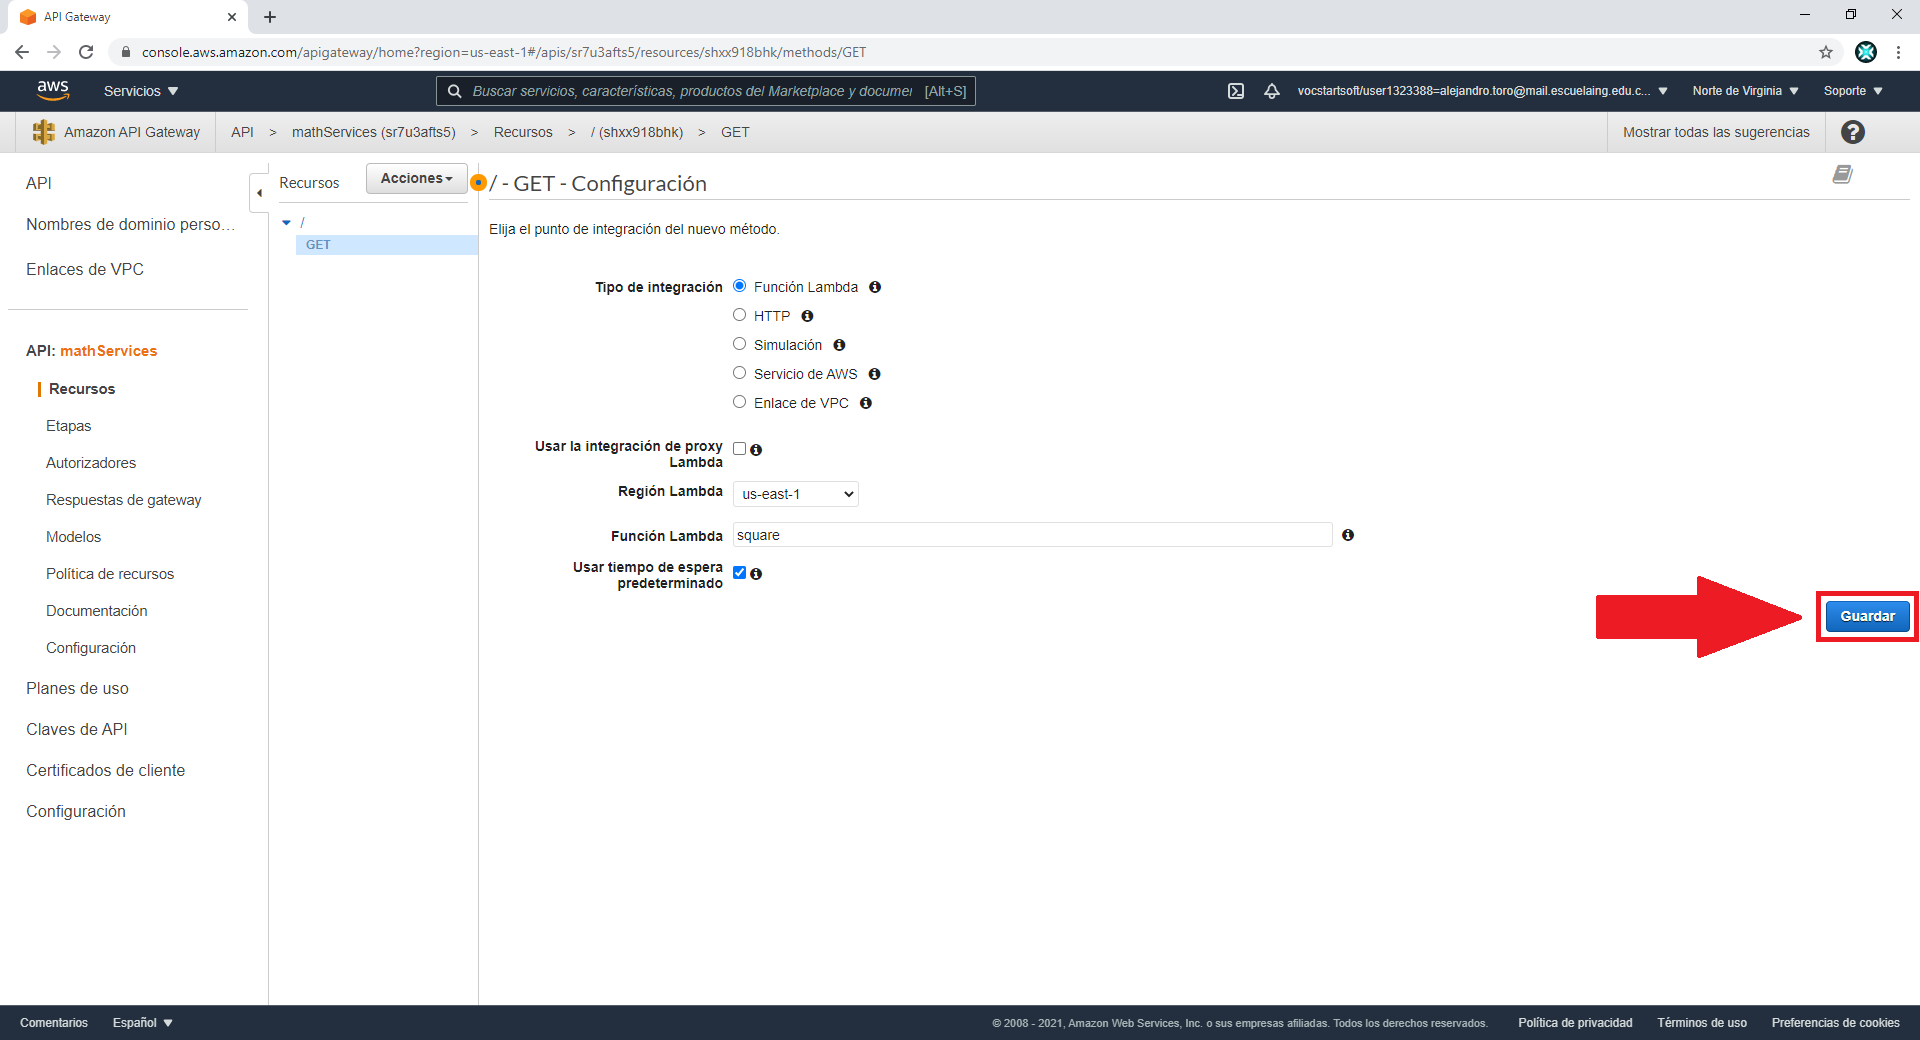 API Gateway
console.aws.amazon.com/apigateway/home?region=us-east-1#/apis/sr7u3afts5/resources/shxx918bhk/methods/GET
aws
Servicios
Buscar servicios, características, productos del Marketplace y documer [Alt+S]
vocstartsoft/user1323388=alejandro.toro@mail.escuelaing.edu.c...
Norte de Virginia
Soporte
Amazon API Gateway
API > mathServices (sr7u3afts5) > Recursos > / (shxx918bhk) > GET
Mostrar todas las sugerencias
?
API
Nombres de dominio perso…
Enlaces de VPC
API: mathServices
Recursos
Etapas
Autorizadores
Respuestas de gateway
Modelos
Política de recursos
Documentación
Configuración
Planes de uso
Claves de API
Certificados de cliente
Configuración
Recursos
Acciones
/
GET
/ - GET - Configuración
Elija el punto de integración del nuevo método.
Tipo de integración
Función Lambda
HTTP
Simulación
Servicio de AWS
Enlace de VPC
Usar la integración de proxy
Lambda
Región Lambda
us-east-1
Función Lambda
square
Usar tiempo de espera
predeterminado
Guardar
Comentarios
Español
© 2008 - 2021, Amazon Web Services, Inc. o sus empresas afiliadas. Todos los derechos reservados.
Política de privacidad
Términos de uso
Preferencias de cookies